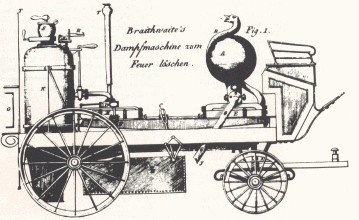 Braithwaite's
Dampfmaschine zum
Feuer löschen.
Fig. 1.
A